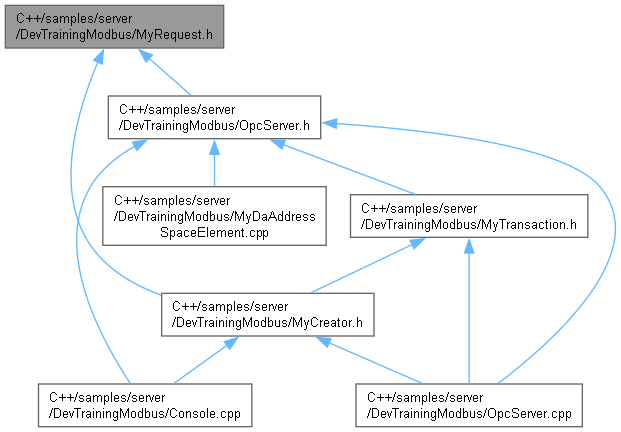 C++/samples/server
/DevTrainingModbus/MyRequest.h
C++/samples/server
/DevTrainingModbus/OpcServer.h
C++/samples/server
/DevTrainingModbus/MyDaAddress
SpaceElement.cpp
C++/samples/server
/DevTrainingModbus/MyTransaction.h
C++/samples/server
/DevTrainingModbus/MyCreator.h
C++/samples/server
/DevTrainingModbus/Console.cpp
C++/samples/server
/DevTrainingModbus/OpcServer.cpp